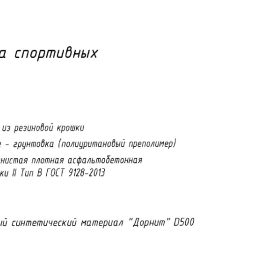 а спортивных
из резиновой крошки
- грунтовка (полиуританобый преполимер)
нистая плотная асфальтобетонная
ки II Тип В ГОСТ 9128-2013
ий синтетический материал "Дорнит" D500